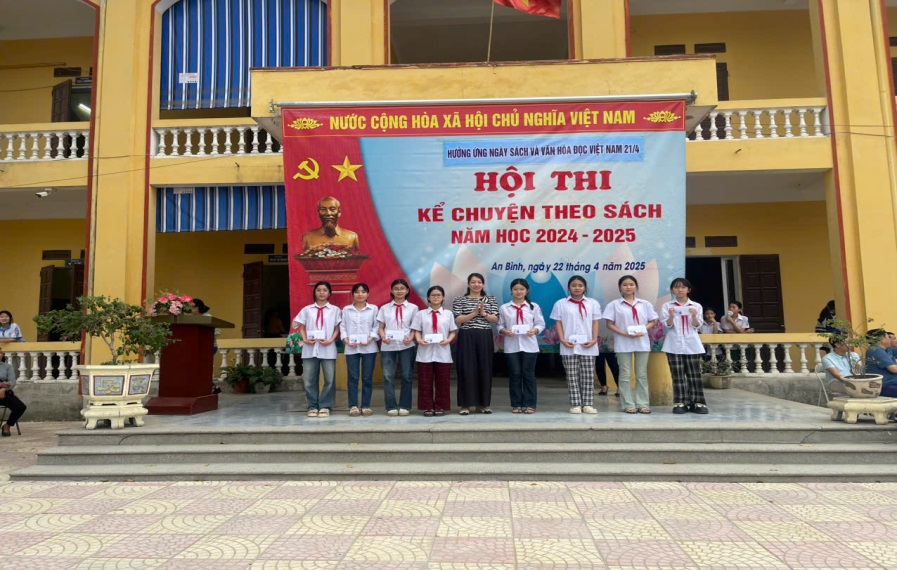 NƯỚC CỘNG HÒA XÃ HỘI CHỦ NGHĨA VIỆT NAM
HƯỞNG ỨNG NGÀY SÁCH VÀ VĂN HÓA ĐỌC VIỆT NAM 21/4
HỘI THI
KỂ CHUYỆN THEO SÁCH
NĂM HỌC 2024 - 2025
An Bình, ngày 22 tháng 4 năm 2025